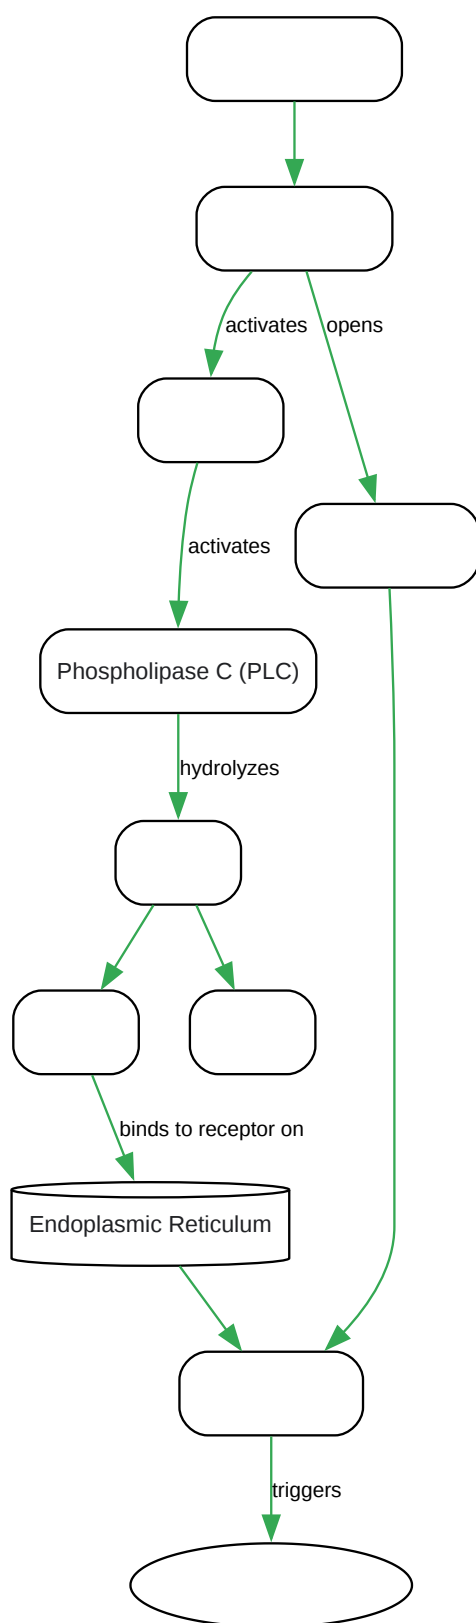 activates
opens
activates
Phospholipase C (PLC)
hydrolyzes
binds to receptor on
Endoplasmic Reticulum
triggers